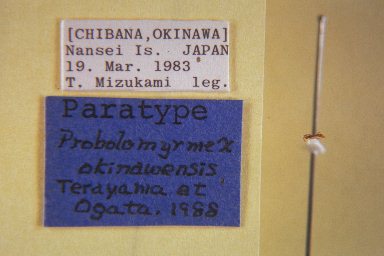 [CHIBANA,OKINAWA]
Nansei Is. JAPAN
19. Mar. 1983
T. Mizukami leg.
Paratype
Probolomyrmex
okinawensis
Terayama et
Ogata. 1988